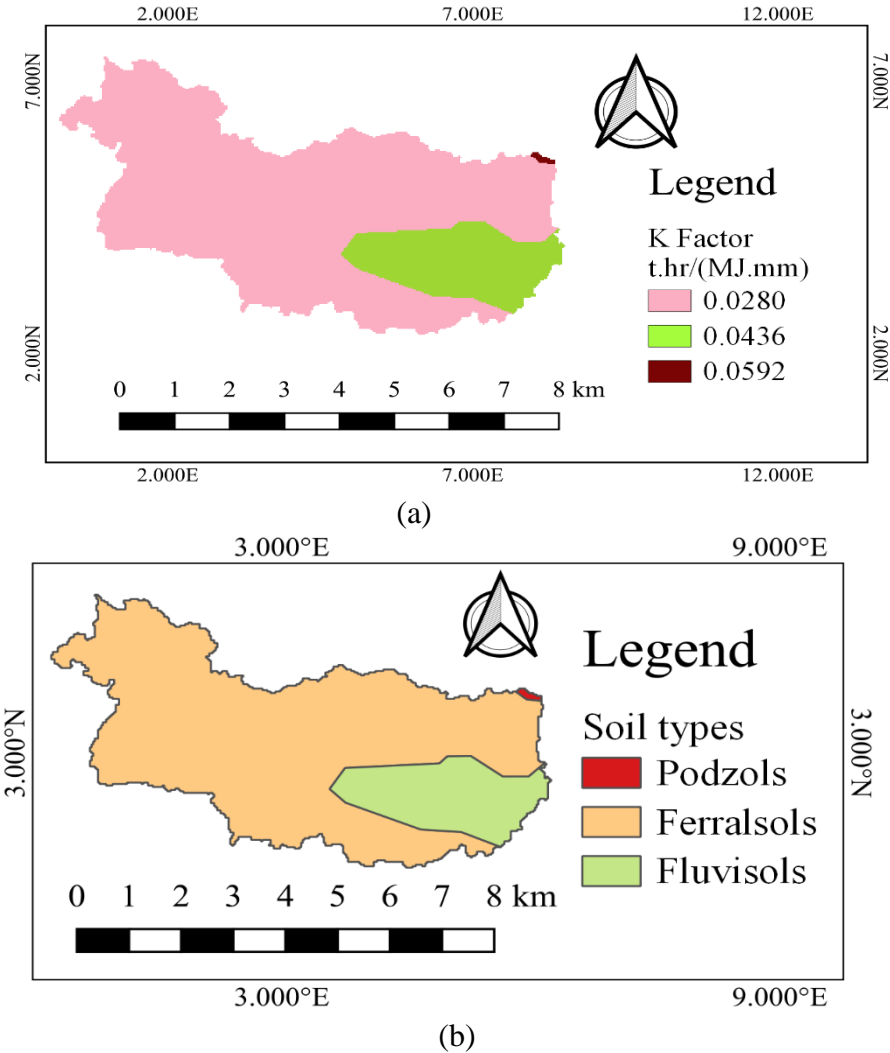 2.000E 7.000E 12.000E
7.000N 7.000N
Legend
K Factor
t.hr/(MJ.mm)
0.0280
0.0436
0.0592
2.000N 2.000N
0 1 2 3 4 5 6 7 8 km
2.000E 7.000E 12.000E
(a)
3.000°E 9.000°E
Legend
Soil types
3.000°N 3.000°N
Podzols
Ferralsols
Fluvisols
0 1 2 3 4 5 6 7 8 km
3.000°E 9.000°E
(b)